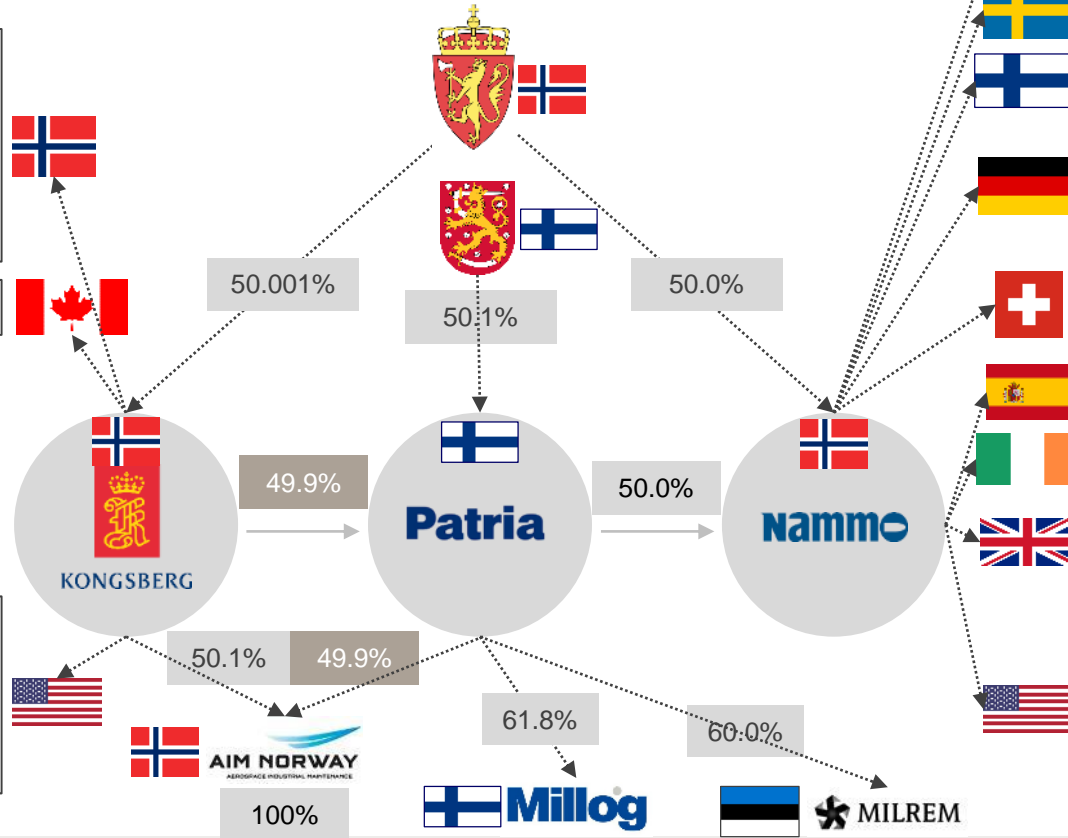 50.001%
50.1%
50.0%
49.9%
50.0%
Patria
Nammo
KONGSBERG
50.1%
49.9%
61.8%
60.0%
AIM NORWAY
AEROSPACE INDUSTRIAL MAINTENANCE
100%
Millog
MILREM